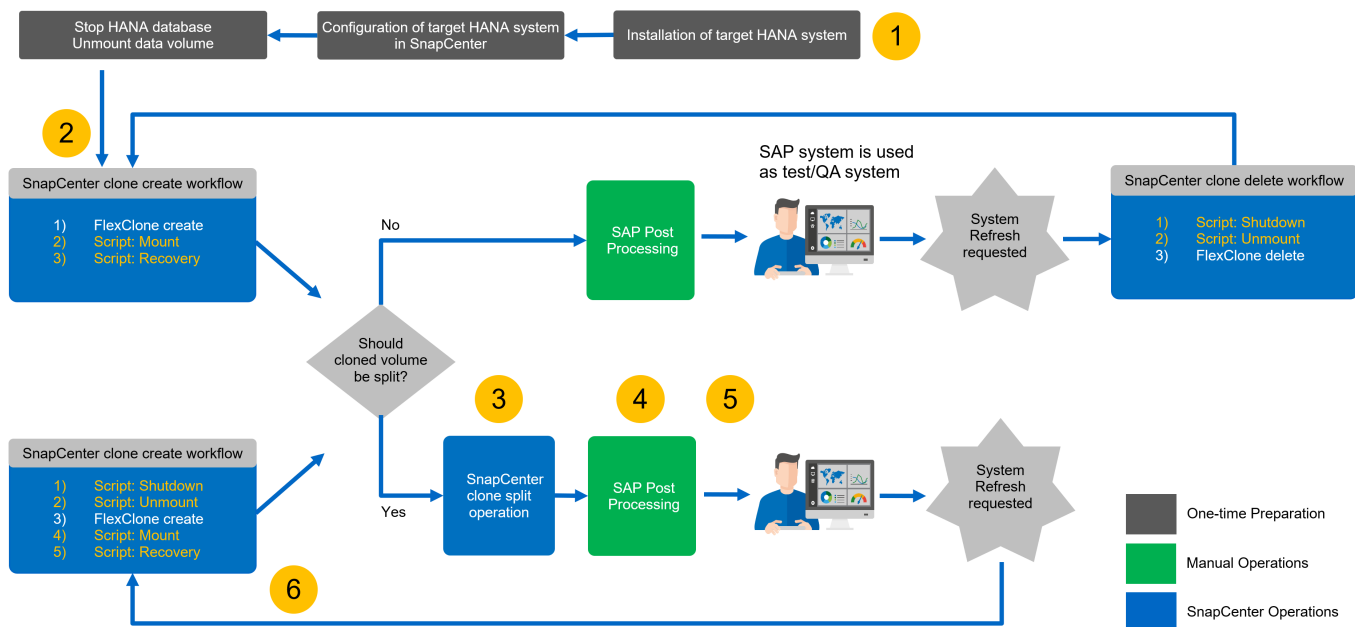 Stop HANA database
Unmount data volume
Configuration of target HANA system
in SnapCenter
Installation of target HANA system
1
2
SnapCenter clone create workflow
1) FlexClone create
2) Script: Mount
3) Script: Recovery
No
SAP Post
Processing
SAP system is used
as test/QA system
System
Refresh
requested
SnapCenter clone delete workflow
1) Script: Shutdown
2) Script: Unmount
3) FlexClone delete
Should
cloned volume
be split?
3
4
5
SnapCenter clone create workflow
1) Script: Shutdown
2) Script: Unmount
3) FlexClone create
4) Script: Mount
5) Script: Recovery
Yes
SnapCenter
clone split
operation
SAP Post
Processing
System
Refresh
requested
6
One-time Preparation
Manual Operations
SnapCenter Operations